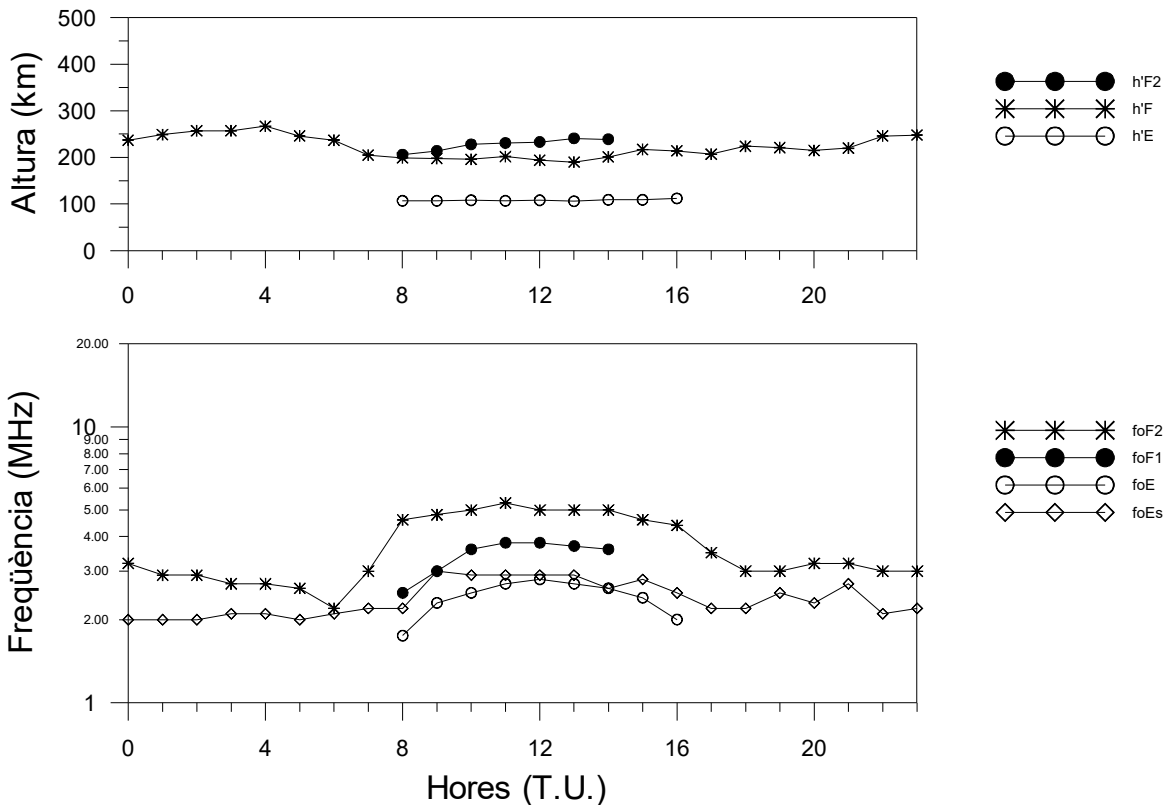 Altura (km)
500
400
300
200
100
0
0 4 8 12 16 20
h'F2
h'F
h'E
Freqüència (MHz)
20.00
10
9.00
8.00
7.00
6.00
5.00
4.00
3.00
2.00
1
0 4 8 12 16 20
Hores (T.U.)
foF2
foF1
foE
foEs